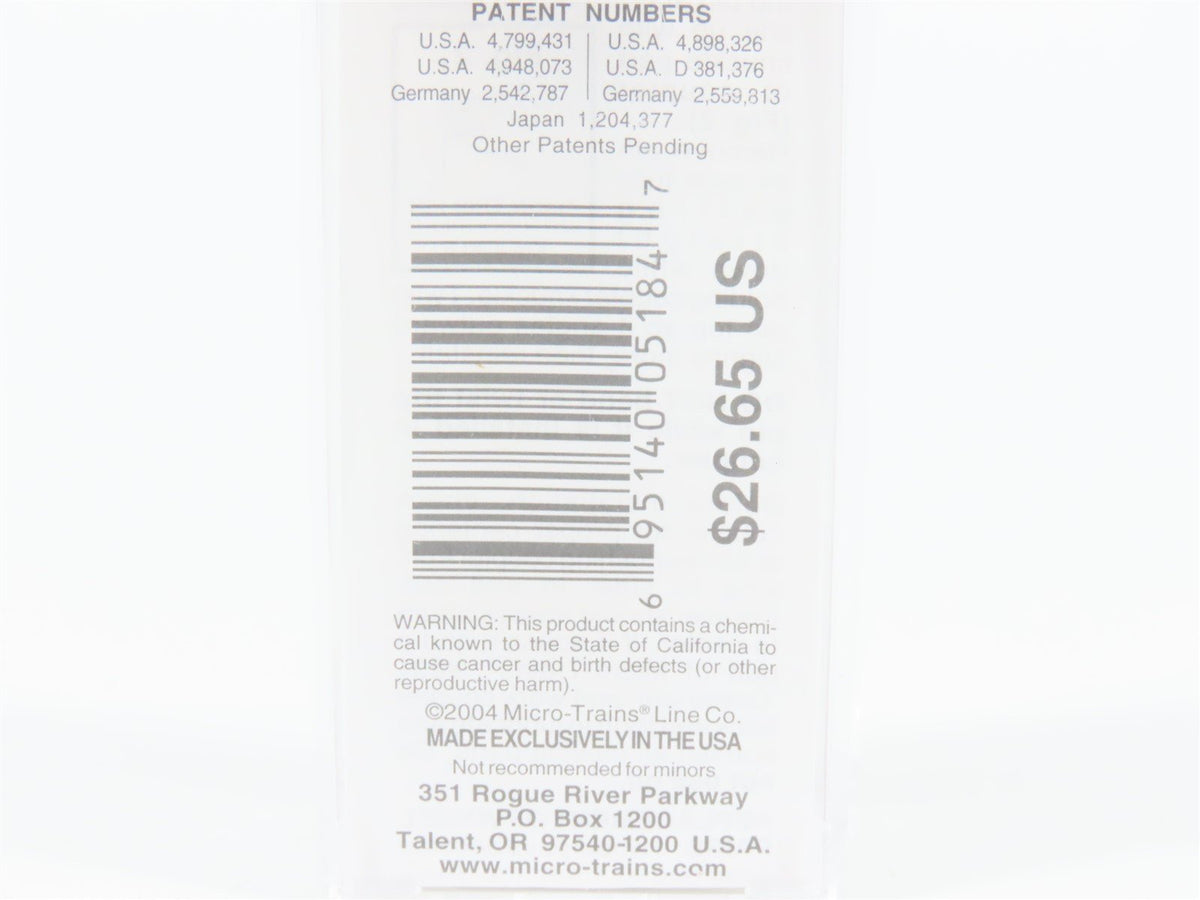 PATENT NUMBERS
U.S.A. 4,799,431 | U.S.A. 4,898,326
U.S.A. 4,948,073 | U.S.A. D 381,376
Germany 2,542,787 | Germany 2,559,813
Japan 1,204,377
Other Patents Pending
6 95140 05184 7
$26.65 US
WARNING: This product contains a chemi-
cal known to the State of California to
cause cancer and birth defects (or other
reproductive harm).
©2004 Micro-Trains® Line Co.
MADE EXCLUSIVELY IN THE USA
Not recommended for minors
351 Rogue River Parkway
P.O. Box 1200
Talent, OR 97540-1200 U.S.A.
www.micro-trains.com